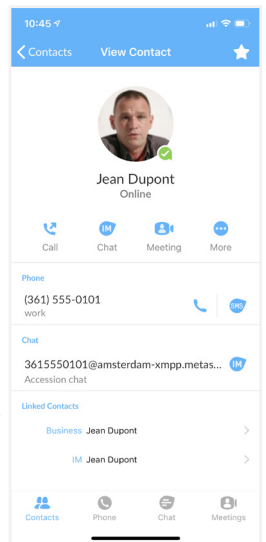 10:45
Contacts View Contact
Jean Dupont
Online
IM
Call Chat Meeting More
Phone
(361) 555-0101
SMS
work
Chat
3615550101@amsterdam-xmpp.metas...
IM
Accession chat
Linked Contacts
Business Jean Dupont
IM Jean Dupont
Contacts Phone Chat Meetings